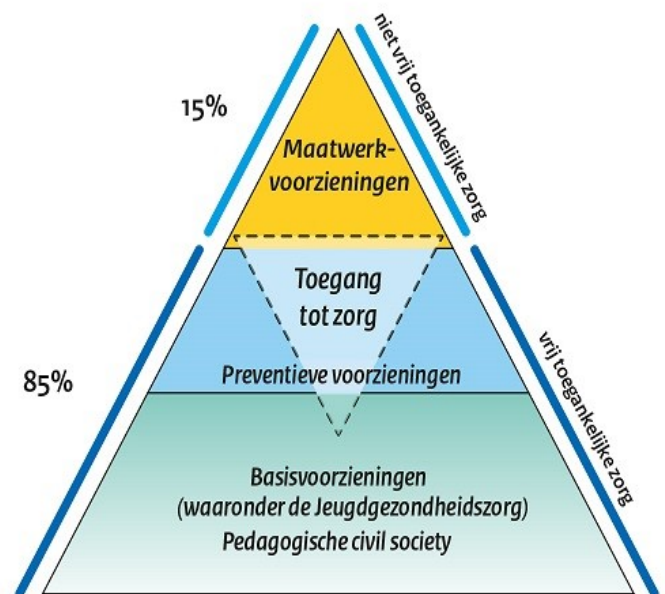 15%
niet vrij toegankelijke zorg
Maatwerk-
voorzieningen
Toegang
tot zorg
85%
Preventieve voorzieningen
vrij toegankelijke zorg
Basisvoorzieningen
(waaronder de Jeugdgezondheidszorg)
Pedagogische civil society